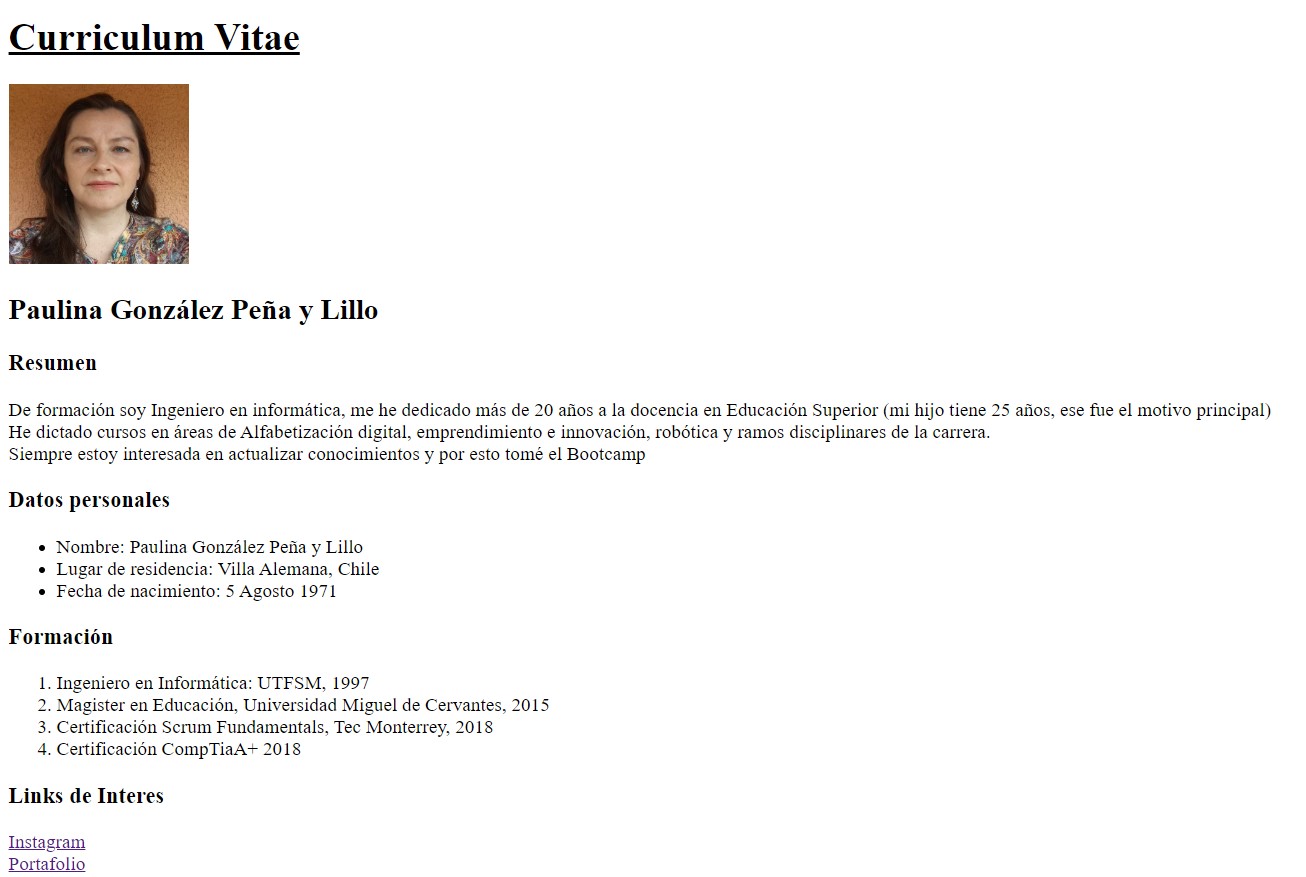 Curriculum Vitae
Paulina González Peña y Lillo
Resumen
De formación soy Ingeniero en informática, me he dedicado más de 20 años a la docencia en Educación Superior (mi hijo tiene 25 años, ese fue el motivo principal)
He dictado cursos en áreas de Alfabetización digital, emprendimiento e innovación, robótica y ramos disciplinares de la carrera.
Siempre estoy interesada en actualizar conocimientos y por esto tomé el Bootcamp
Datos personales
• Nombre: Paulina González Peña y Lillo
• Lugar de residencia: Villa Alemana, Chile
• Fecha de nacimiento: 5 Agosto 1971
Formación
1. Ingeniero en Informática: UTFSM, 1997
2. Magister en Educación, Universidad Miguel de Cervantes, 2015
3. Certificación Scrum Fundamentals, Tec Monterrey, 2018
4. Certificación CompTiaA+ 2018
Links de Interes
Instagram
Portafolio